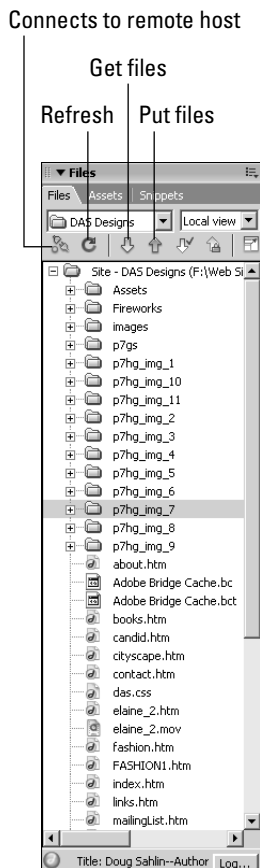 Connects to remote host
Get files
Refresh
Put files
Files
Files
Assets
Snippets
DAS Designs
Local view
Site - DAS Designs (F:\Web Si
Assets
Fireworks
images
p7gs
p7hg_img_1
p7hg_img_10
p7hg_img_11
p7hg_img_2
p7hg_img_3
p7hg_img_4
p7hg_img_5
p7hg_img_6
p7hg_img_7
p7hg_img_8
p7hg_img_9
about.htm
Adobe Bridge Cache.bc
Adobe Bridge Cache.bct
books.htm
candid.htm
cityscape.htm
contact.htm
das.css
elaine_2.htm
elaine_2.mov
fashion.htm
FASHION1.htm
index.htm
links.htm
mailingList.htm
Title: Doug Sahlin--Author
Log...